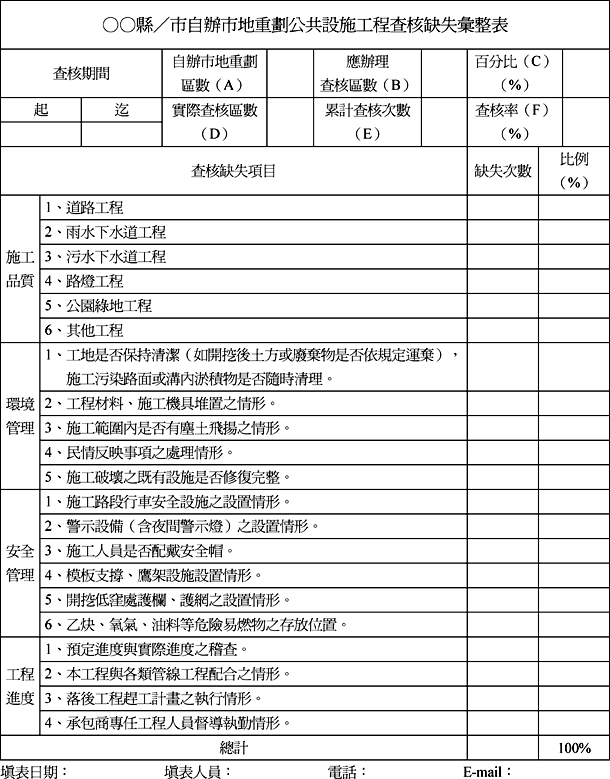 ○○縣／市自辦市地重劃公共設施工程查核缺失彙整表
查核期間
自辦市地重劃
區數（A）
應辦理
查核區數（B）
百分比（C）
（%）
起
迄
實際查核區數
（D）
累計查核次數
（E）
查核率（F）
（%）
查核缺失項目
缺失次數
比例
（%）
施工
品質
1、道路工程
2、雨水下水道工程
3、污水下水道工程
4、路燈工程
5、公園綠地工程
6、其他工程
環境
管理
1、工地是否保持清潔（如開挖後土方或廢棄物是否依規定運棄），
施工污染路面或溝內淤積物是否隨時清理。
2、工程材料、施工機具堆置之情形。
3、施工範圍內是否有塵土飛揚之情形。
4、民情反映事項之處理情形。
5、施工破壞之既有設施是否修復完整。
安全
管理
1、施工路段行車安全設施之設置情形。
2、警示設備（含夜間警示燈）之設置情形。
3、施工人員是否配戴安全帽。
4、模板支撐、鷹架設施設置情形。
5、開挖低窪處護欄、護網之設置情形。
6、乙炔、氧氣、油料等危險易燃物之存放位置。
工程
進度
1、預定進度與實際進度之稽查。
2、本工程與各類管線工程配合之情形。
3、落後工程趕工計畫之執行情形。
4、承包商專任工程人員督導執勤情形。
總計
100%
填表日期：
填表人員：
電話：
E-mail：